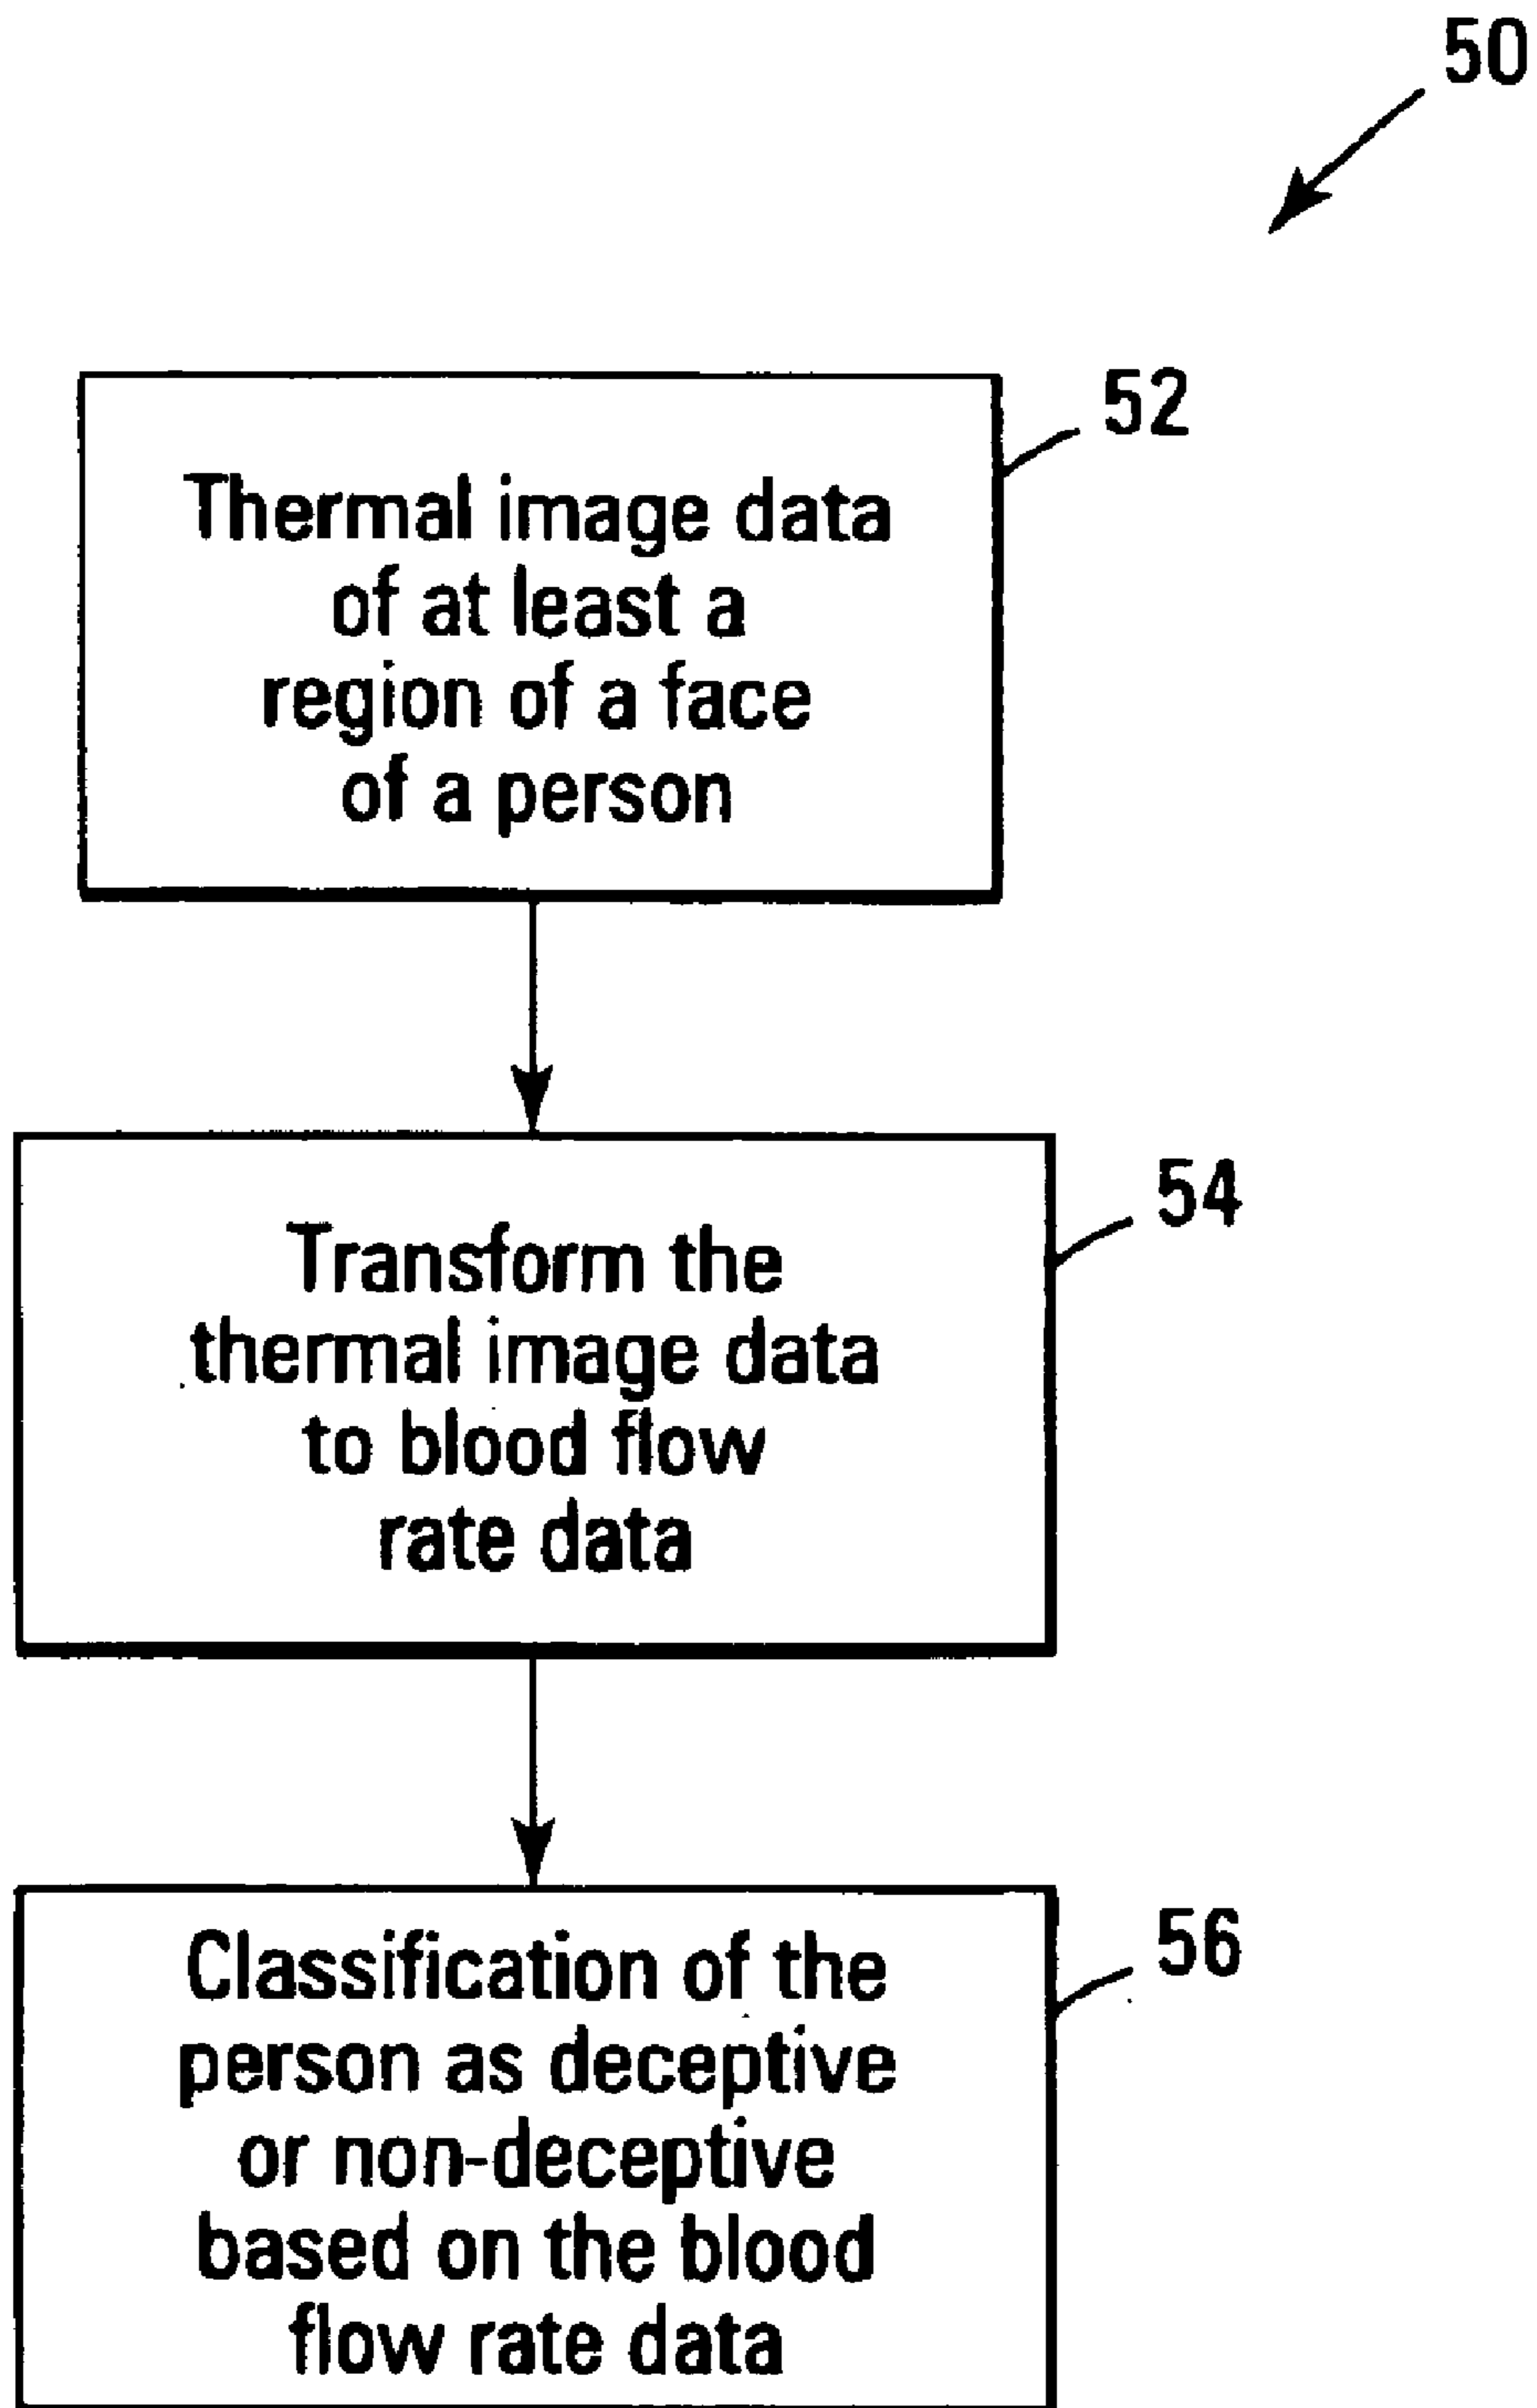 50
52
Thermal image data
of at least a
region of a face
of a person
54
Transform the
thermal image data
to blood flow
rate data
56
Classification of the
person as deceptive
or non-deceptive
based on the blood
flow rate data